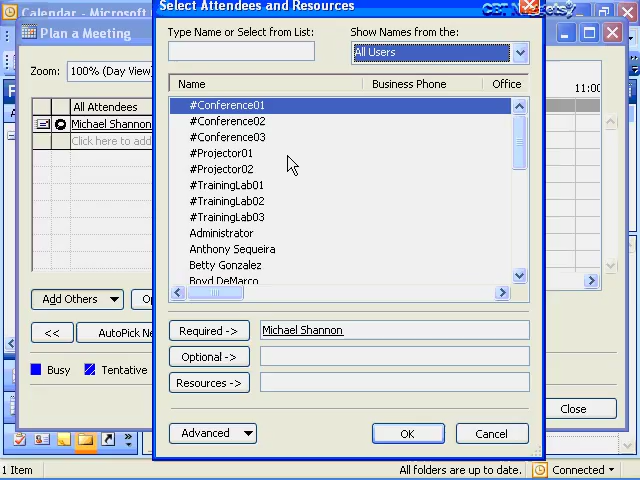 Calendar - Microsoft
Select Attendees and Resources
CBT Nuggets
Plan a Meeting
Type Name or Select from List:
Show Names from the:
All Users
Zoom:
100% (Day View)
Name
Business Phone
Office
11:00
All Attendees
Michael Shannon
Click here to add
#Conference01
#Conference02
#Conference03
#Projector01
#Projector02
#TrainingLab01
#TrainingLab02
#TrainingLab03
Administrator
Anthony Sequeira
Betty Gonzalez
Boyd DeMarco
Add Others
Op
<<
AutoPick Ne
Required ->
Michael Shannon
Optional ->
Resources ->
Busy
Tentative
Close
Advanced
OK
Cancel
1 Item
All folders are up to date.
Connected